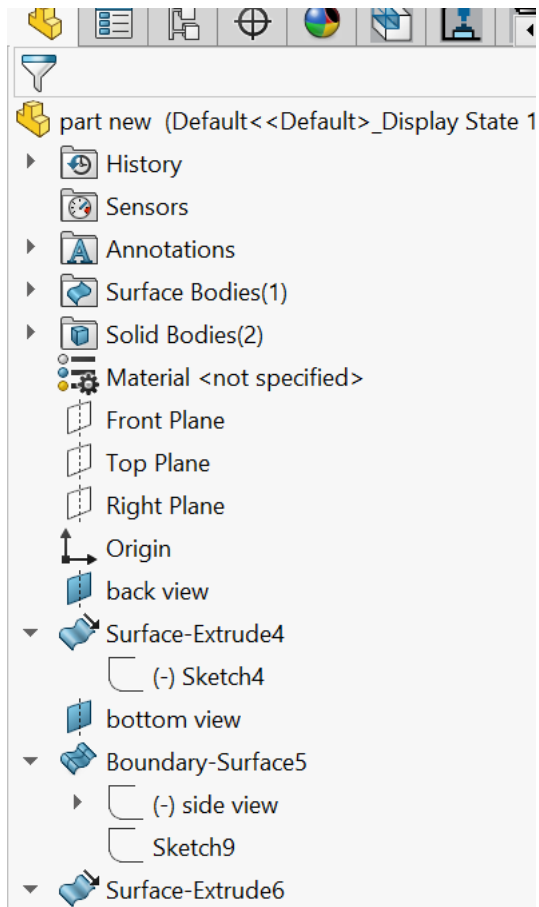 part new (Default<<Default>_Display State 1
History
Sensors
Annotations
Surface Bodies(1)
Solid Bodies(2)
Material <not specified>
Front Plane
Top Plane
Right Plane
Origin
back view
Surface-Extrude4
(-) Sketch4
bottom view
Boundary-Surface5
(-) side view
Sketch9
Surface-Extrude6